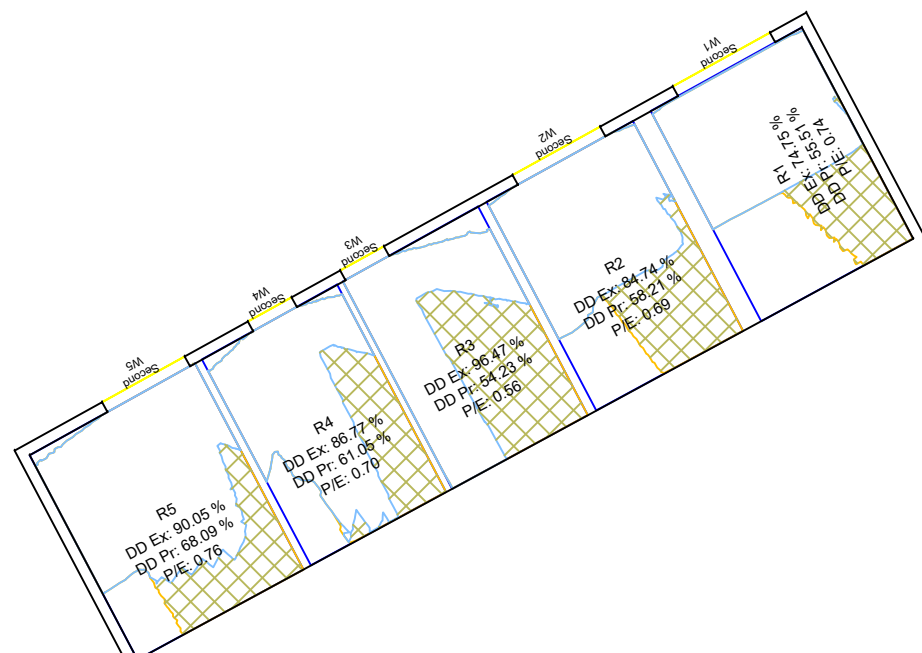 W1
Second
W2
Second
W3
Second
W4
Second
W5
Second
R1
DD Ex: 74.75 %
DD Pr: 55.51 %
P/E: 0.74
R2
DD Ex: 84.74 %
DD Pr: 58.21 %
P/E: 0.69
R3
DD Ex: 96.47 %
DD Pr: 54.23 %
P/E: 0.56
R4
DD Ex: 86.77 %
DD Pr: 61.05 %
P/E: 0.70
R5
DD Ex: 90.05 %
DD Pr: 68.09 %
P/E: 0.76